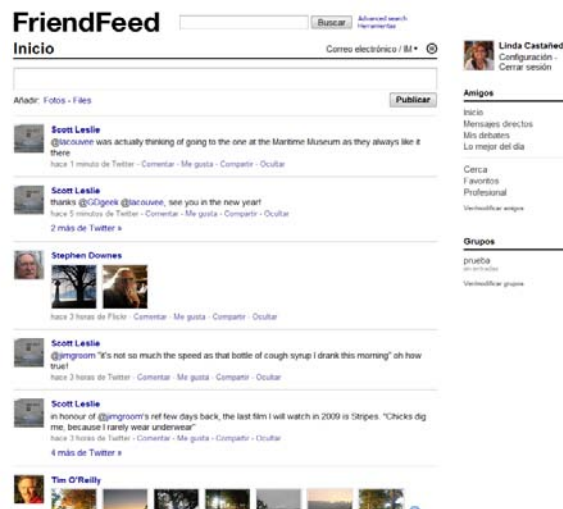 FriendFeed
Buscar
Advanced search
Herramientas
Inicio
Correo electrónico / IM
Añadir: Fotos - Files
Publicar
Scott Leslie
@lacouvee was actually thinking of going to the one at the Maritime Museum as they always like it
there
hace 1 minuto de Twitter - Comentar - Me gusta - Compartir - Ocultar
Scott Leslie
thanks @GDgeek @lacouvee, see you in the new year!
hace 5 minutos de Twitter - Comentar - Me gusta - Compartir - Ocultar
2 más de Twitter »
Stephen Downes
hace 3 horas de Flickr - Comentar - Me gusta - Compartir - Ocultar
Scott Leslie
@jimgroom "it's not so much the speed as that bottle of cough syrup I drank this morning" oh how
true!
hace 3 horas de Twitter - Comentar - Me gusta - Compartir - Ocultar
Scott Leslie
in honour of @jimgroom's ref few days back, the last film I will watch in 2009 is Stripes. "Chicks dig
me, because I rarely wear underwear"
hace 3 horas de Twitter - Comentar - Me gusta - Compartir - Ocultar
4 más de Twitter »
Tim O'Reilly
Linda Castañed
Configuración -
Cerrar sesión
Amigos
Inicio
Mensajes directos
Mis debates
Lo mejor del día
Cerca
Favoritos
Profesional
Ver/modificar amigos
Grupos
prueba
sin entradas
Ver/modificar grupos